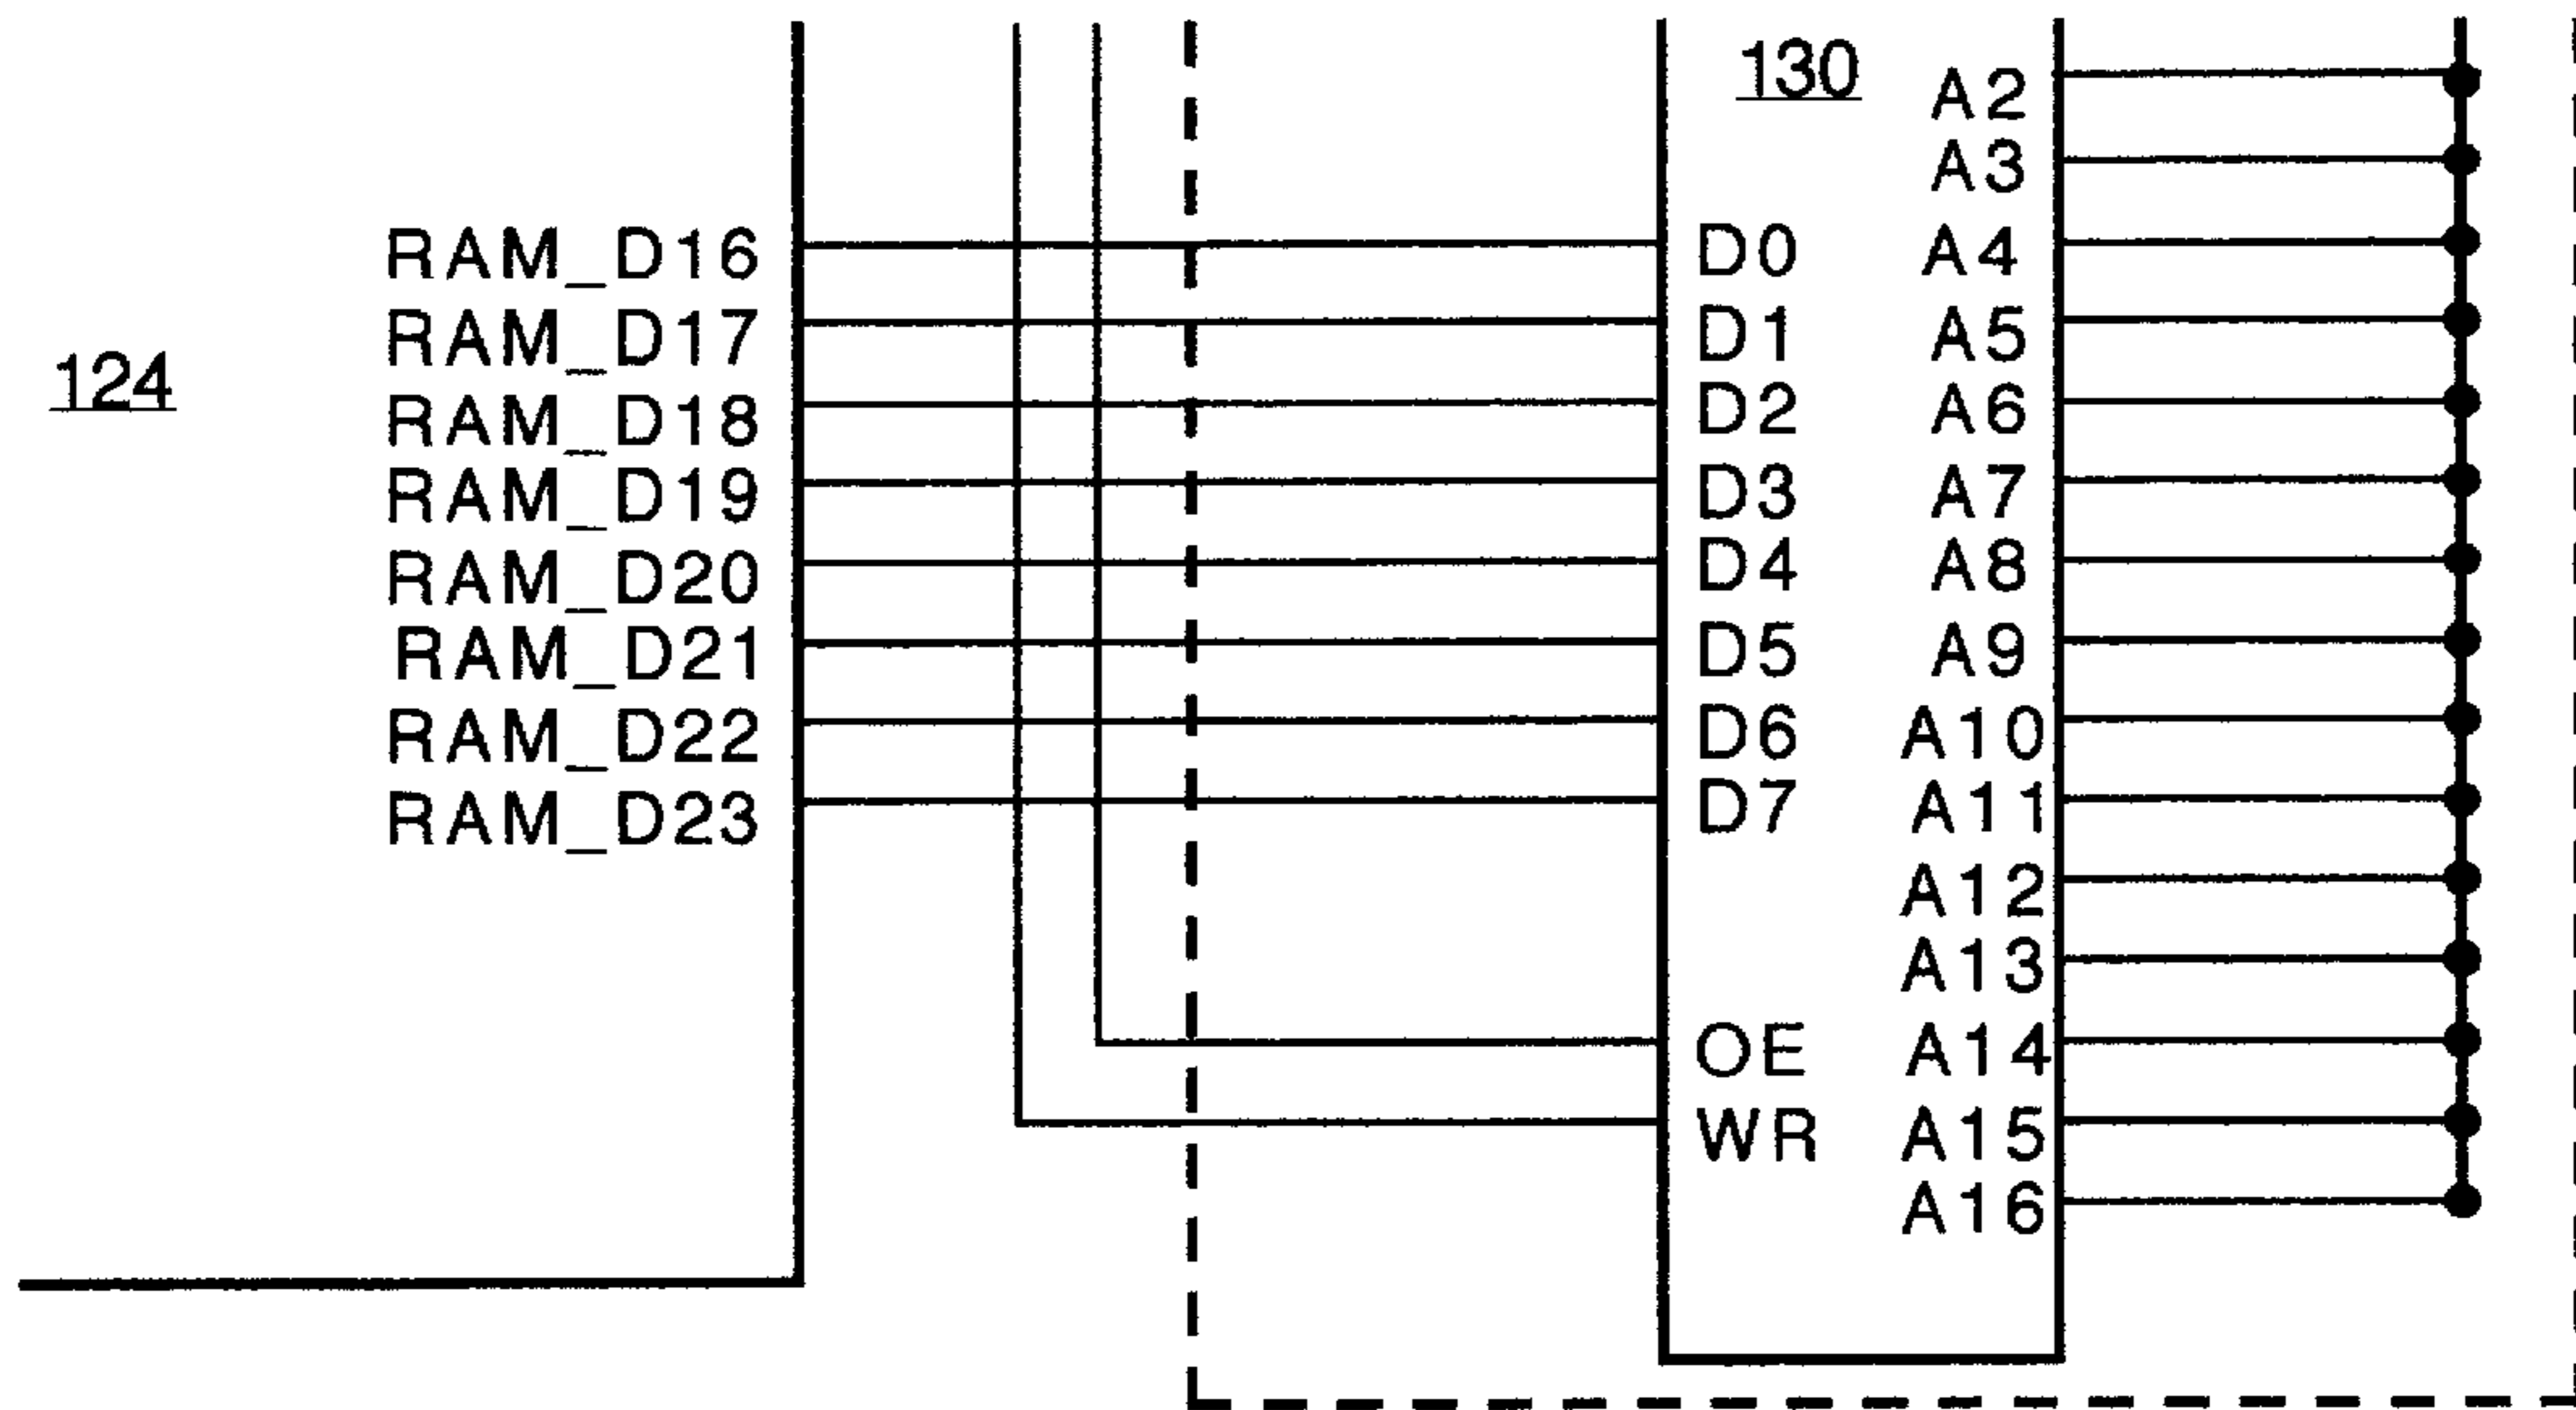 130
A2
A3
RAM_D16 D0 A4
RAM_D17 D1 A5
124
RAM_D18 D2 A6
RAM_D19 D3 A7
RAM_D20 D4 A8
RAM_D21 D5 A9
RAM_D22 D6 A10
RAM_D23 D7 A11
A12
A13
OE A14
WR A15
A16